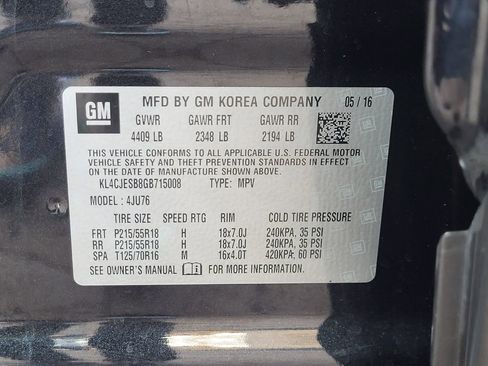 GM MFD BY GM KOREA COMPANY 05 / 16
GVWR GAWR FRT GAWR RR
4409 LB 2348 LB 2194 LB
THIS VEHICLE CONFORMS TO ALL APPLICABLE U.S. FEDERAL MOTOR
VEHICLE SAFETY AND THEFT PREVENTION STANDARDS IN EFFECT ON
THE DATE OF MANUFACTURE SHOWN ABOVE.
KL4CJESB8GB715008 TYPE: MPV
MODEL : 4JU76
TIRE SIZE SPEED RTG RIM COLD TIRE PRESSURE
FRT P215/55R18 H 18x7.0J 240KPA, 35 PSI
RR P215/55R18 H 18x7.0J 240KPA, 35 PSI
SPA T125/70R16 M 16x4.0T 420KPA, 60 PSI
SEE OWNER'S MANUAL FOR MORE INFORMATION.